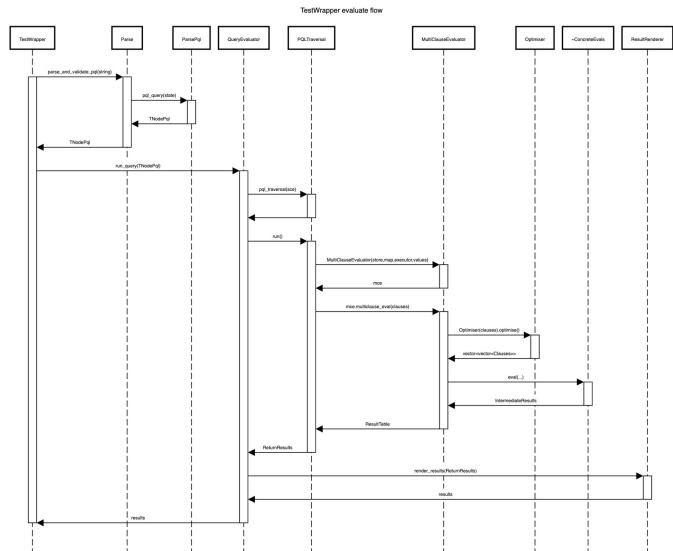 TestWrapper evaluate flow
TestWrapper Parse ParsePql QueryEvaluator PQLTraversal MultiClauseEvaluator Optimiser ~ConcreteEvals ResultRenderer
parse_and_validate_pql(string)
pql_query(state)
TNodePql
TNodePql
run_query(TNodePql)
pql_traversal(sce)
run()
MultiClauseEvaluator(store,map,executor,values)
mce
mce.multiclause_eval(clauses)
Optimiser(clauses).optimise()
vector<vector<Clauses>>
eval(...)
IntermediateResults
ResultTable
ReturnResults
render_results(ReturnResults)
results
results